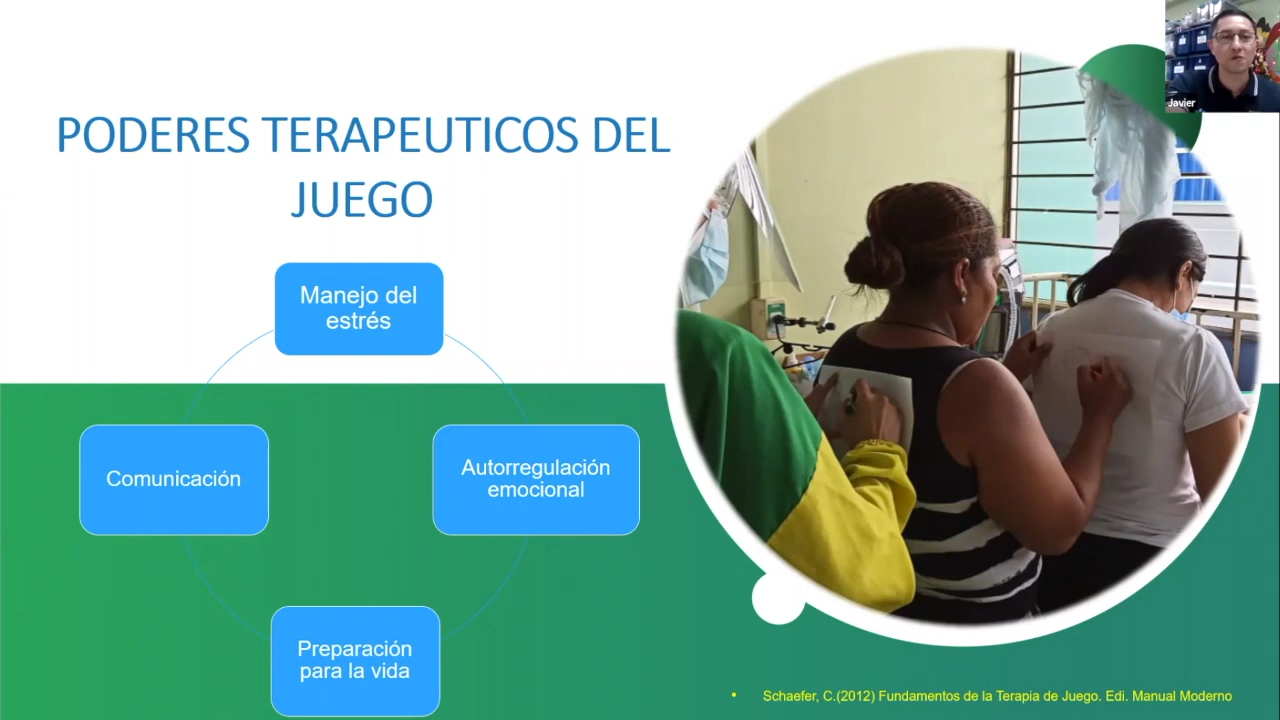 PODERES TERAPEUTICOS DEL
JUEGO
Manejo del
estrés
Comunicación
Autorregulación
emocional
Preparación
para la vida
• Schaefer, C.(2012) Fundamentos de la Terapia de Juego. Edi. Manual Moderno
Javier